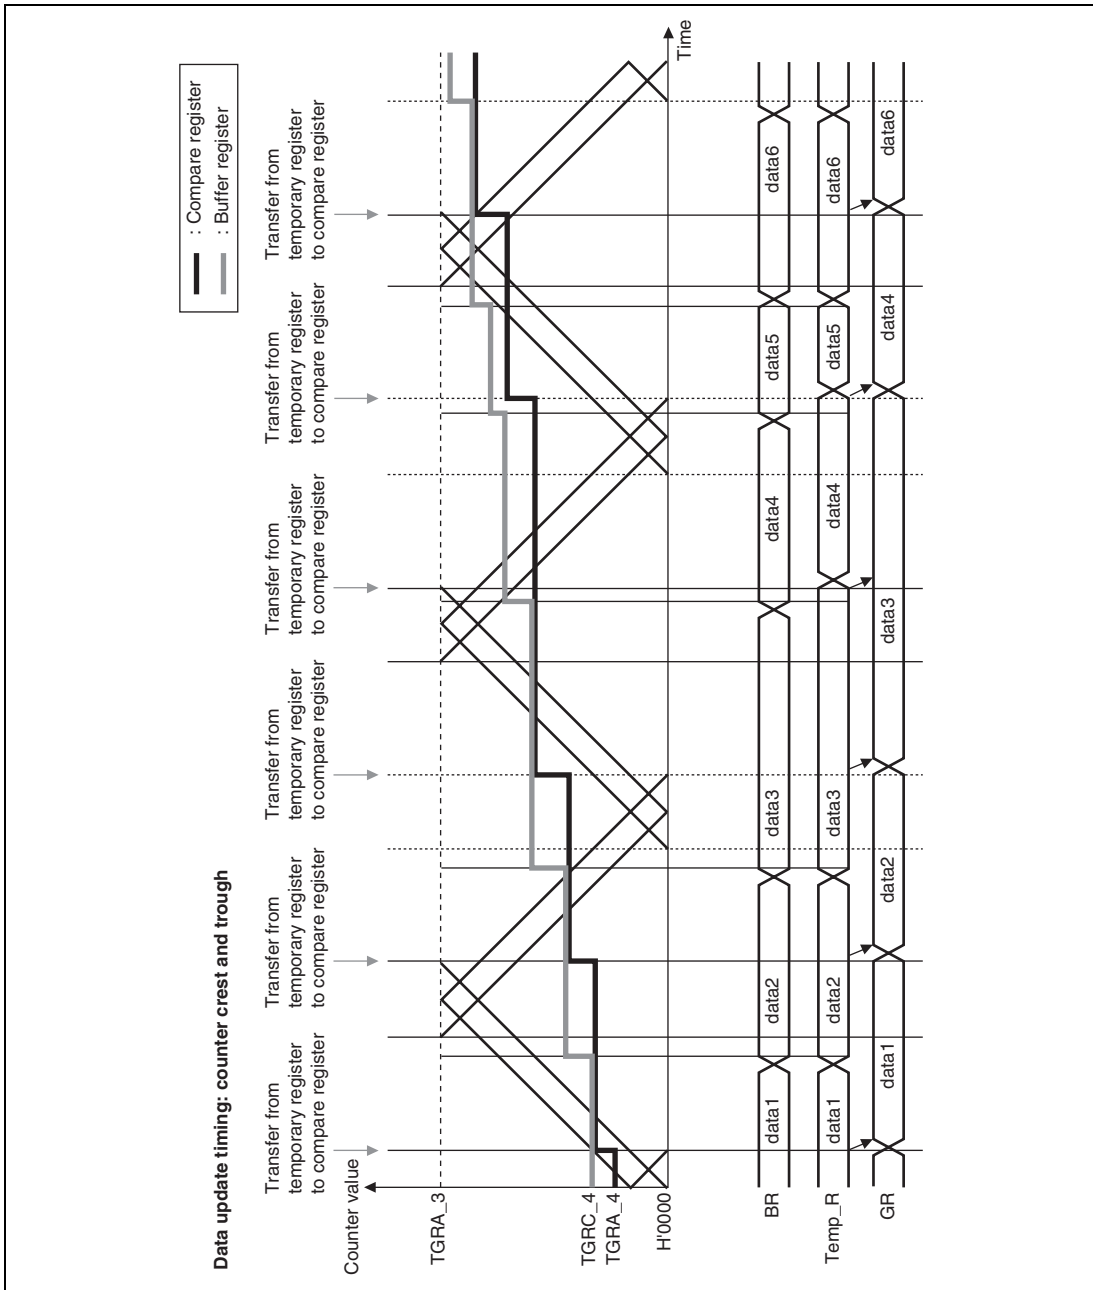 Data update timing: counter crest and trough
: Compare register
: Buffer register
Transfer from
temporary register
to compare register
Transfer from
temporary register
to compare register
Transfer from
temporary register
to compare register
Transfer from
temporary register
to compare register
Transfer from
temporary register
to compare register
Transfer from
temporary register
to compare register
Counter value
TGRA_3
TGRC_4
TGRA_4
H'0000
Time
BR
data1
data2
data3
data4
data5
data6
Temp_R
data1
data2
data3
data4
data5
data6
GR
data1
data2
data3
data4
data6